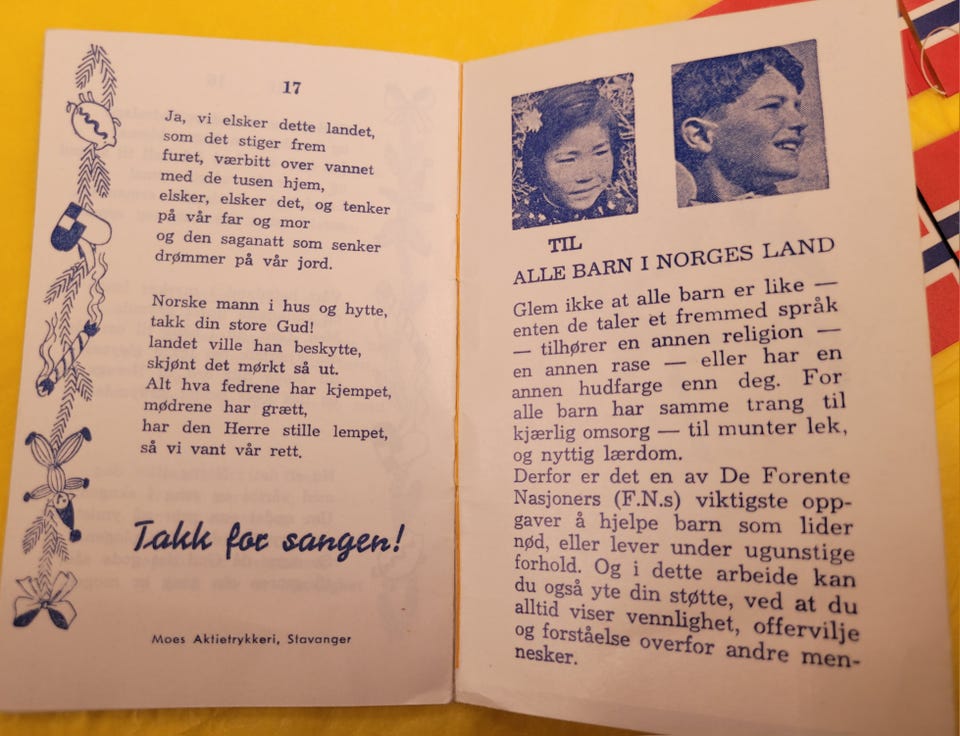 17
Ja, vi elsker dette landet,
som det stiger frem
furet, værbitt over vannet
med de tusen hjem,
elsker, elsker det, og tenker
på vår far og mor
og den saganatt som senker
drømmer på vår jord.
Norske mann i hus og hytte,
takk din store Gud!
landet ville han beskytte,
skjønt det mørkt så ut.
Alt hva fedrene har kjempet,
mødrene har grætt,
har den Herre stille lempet,
så vi vant vår rett.
Takk for sangen!
Moes Aktietrykkeri, Stavanger
TIL
ALLE BARN I NORGES LAND
Glem ikke at alle barn er like —
enten de taler et fremmed språk
— tilhører en annen religion —
en annen rase — eller har en
annen hudfarge enn deg. For
alle barn har samme trang til
kjærlig omsorg — til munter lek,
og nyttig lærdom.
Derfor er det en av De Forente
Nasjoners (F.N.s) viktigste opp-
gaver å hjelpe barn som lider
nød, eller lever under ugunstige
forhold. Og i dette arbeide kan
du også yte din støtte, ved at du
alltid viser vennlighet, offervilje
og forståelse overfor andre men-
nesker.